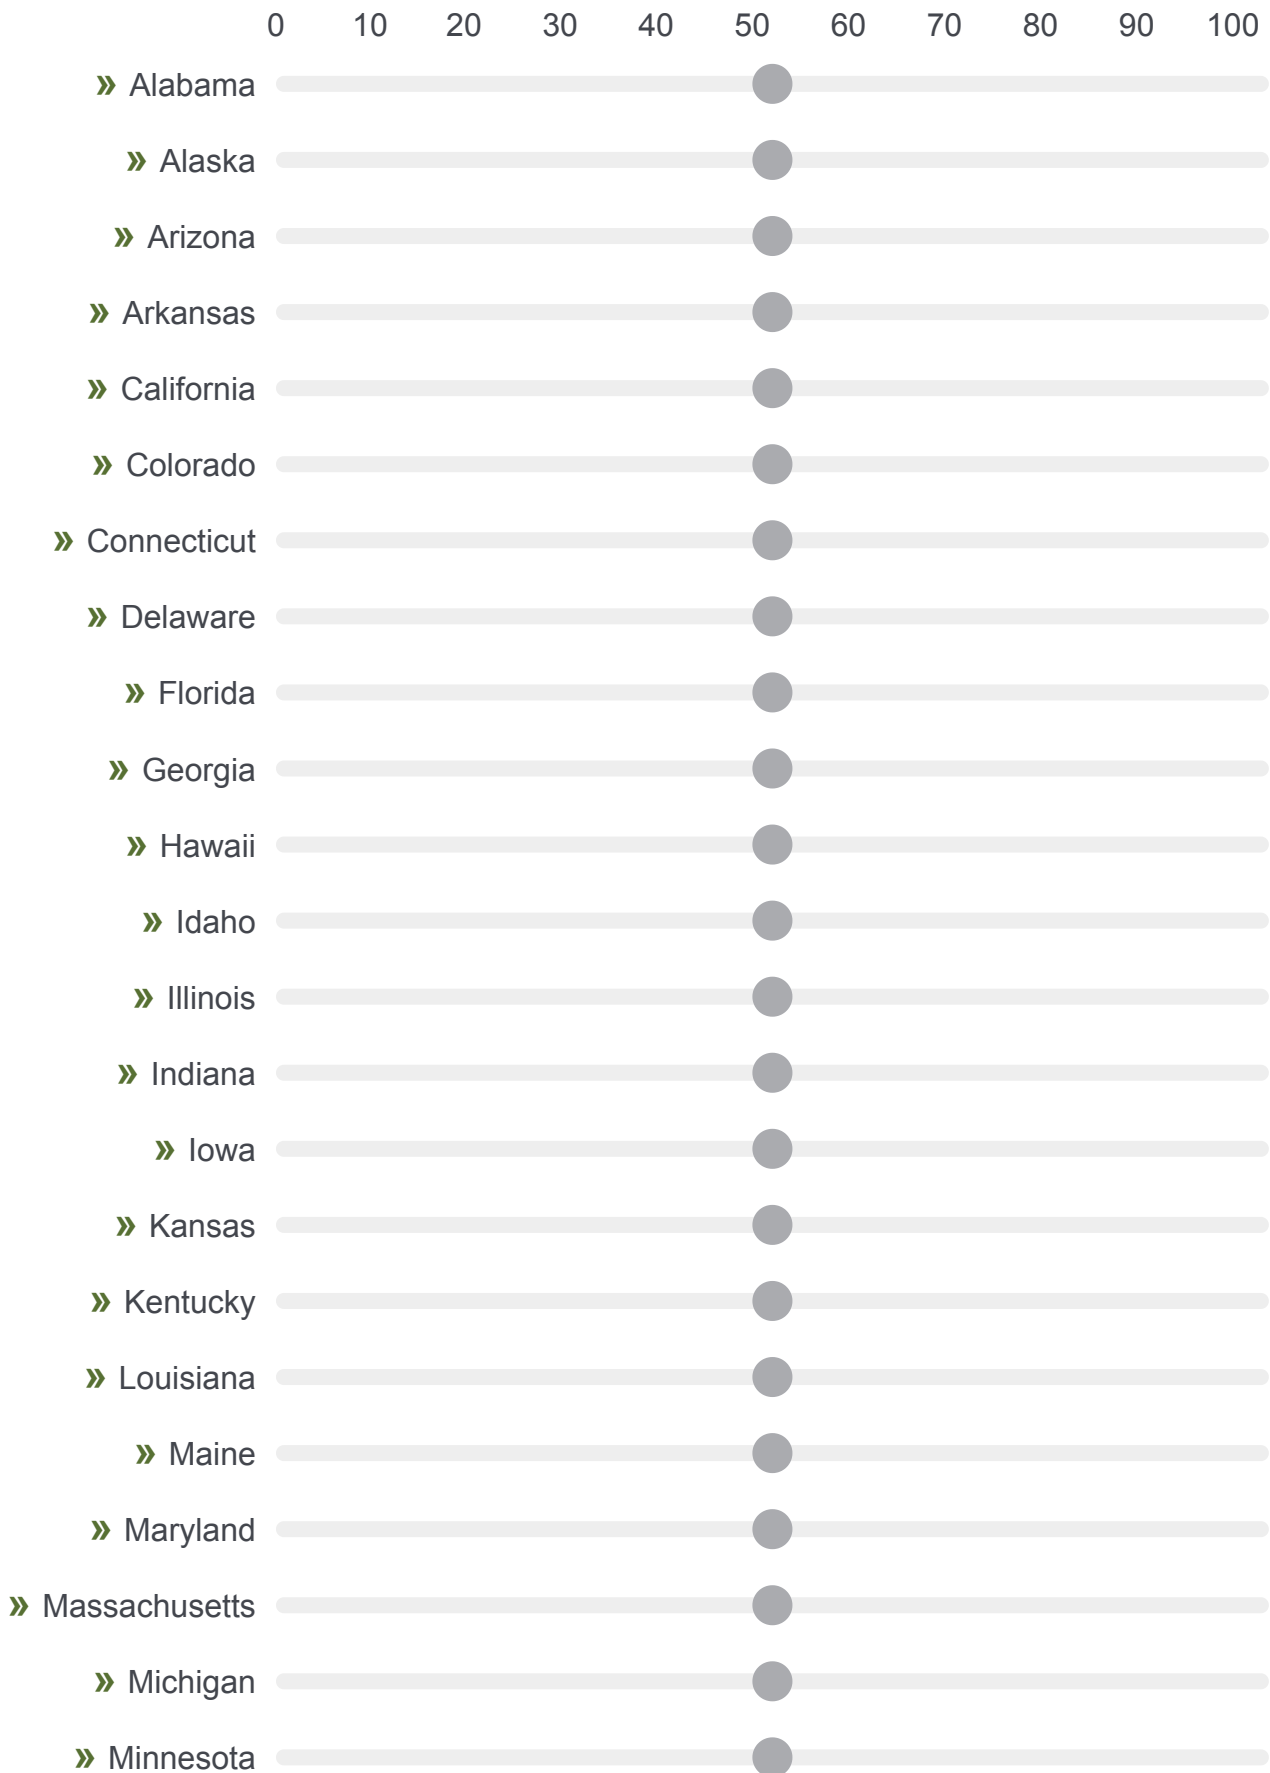 0 10 20 30 40 50 60 70 80 90 100
» Alabama
» Alaska
» Arizona
» Arkansas
» California
» Colorado
» Connecticut
» Delaware
» Florida
» Georgia
» Hawaii
» Idaho
» Illinois
» Indiana
» Iowa
» Kansas
» Kentucky
» Louisiana
» Maine
» Maryland
» Massachusetts
» Michigan
» Minnesota